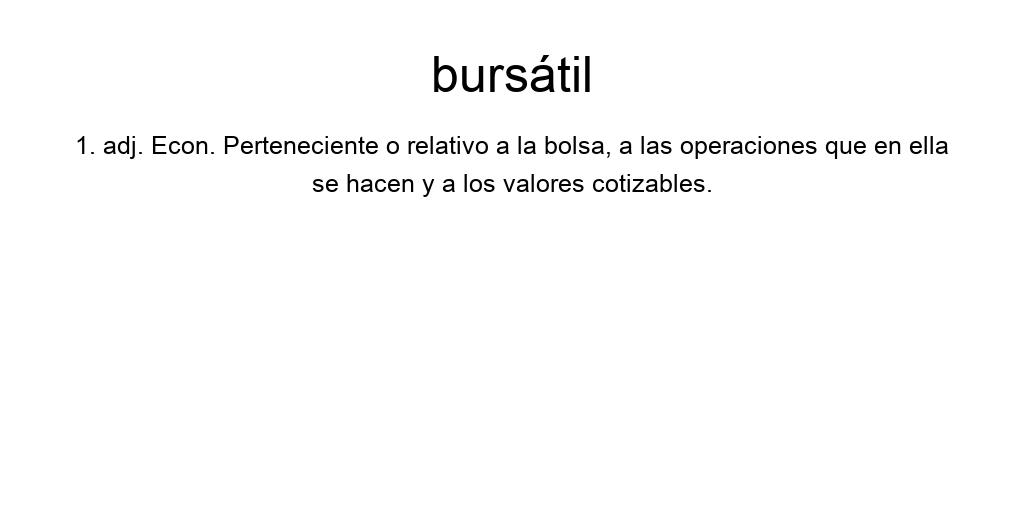 bursátil
1. adj. Econ. Perteneciente o relativo a la bolsa, a las operaciones que en ella
se hacen y a los valores cotizables.